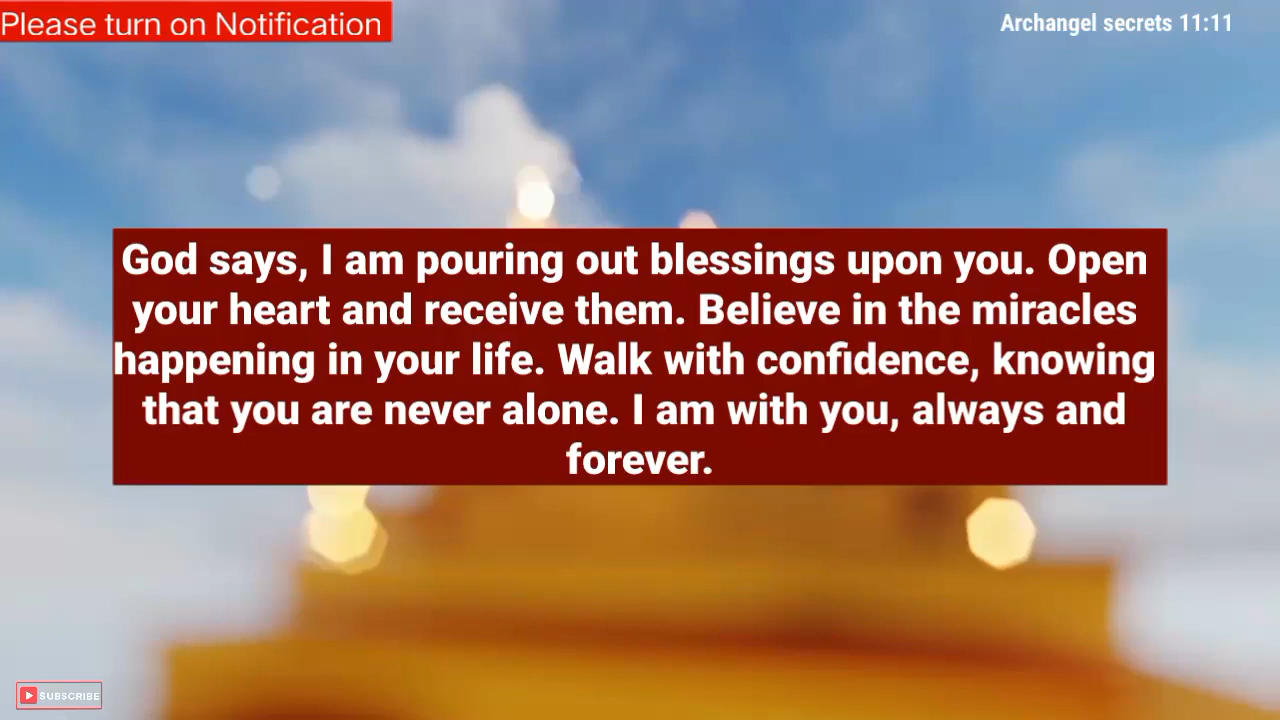 Please turn on Notification
Archangel secrets 11:11
God says, I am pouring out blessings upon you. Open
your heart and receive them. Believe in the miracles
happening in your life. Walk with confidence, knowing
that you are never alone. I am with you, always and
forever.
SUBSCRIBE